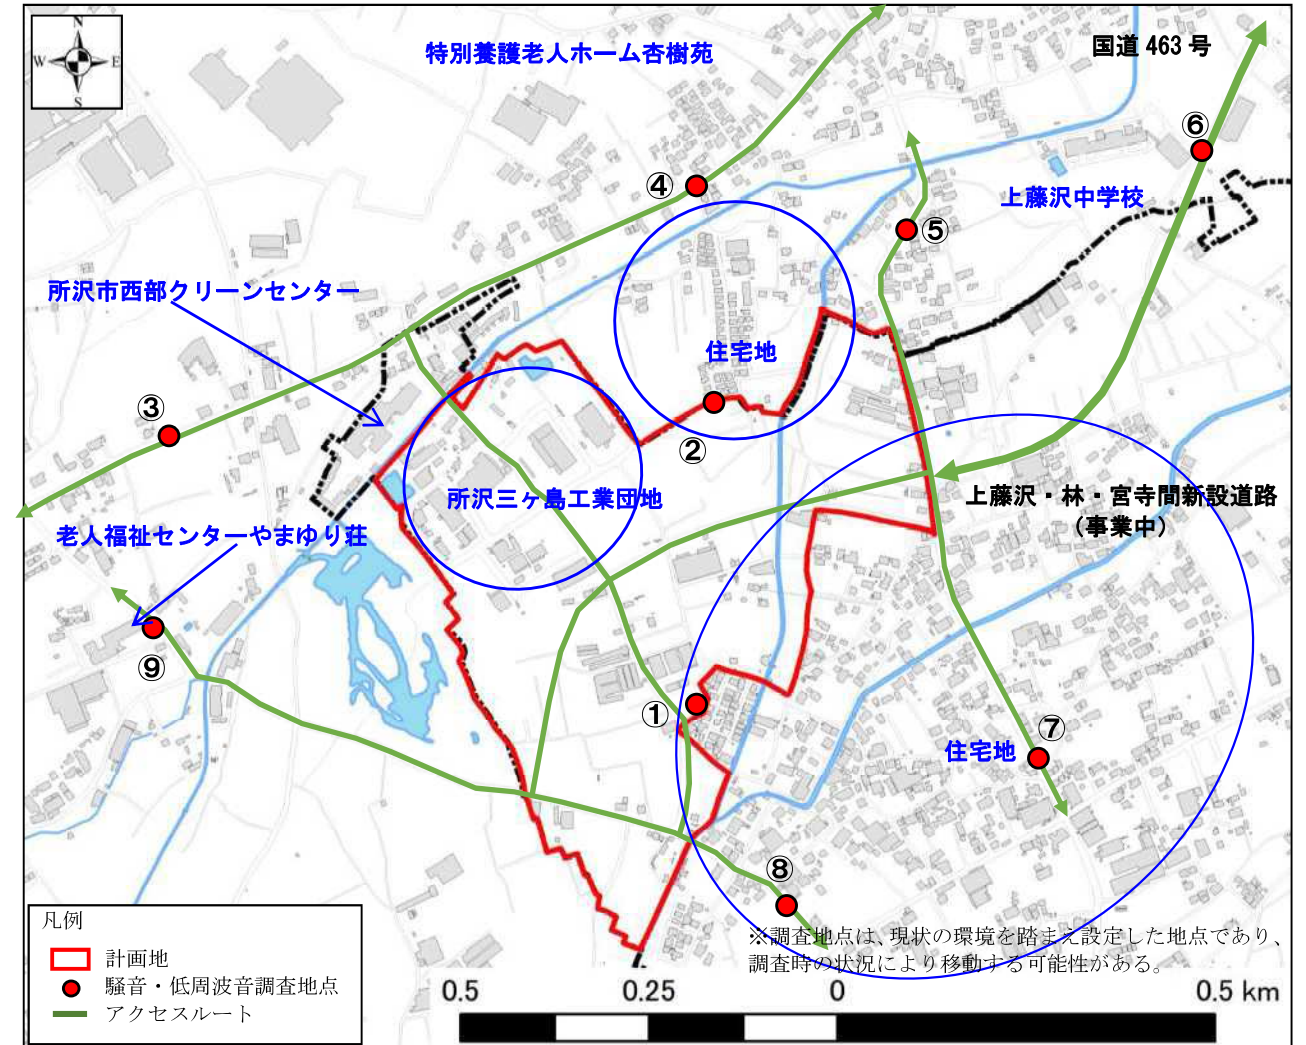 N
W E
S
特別養護老人ホーム杏樹苑
国道 463 号
⑥
④
上藤沢中学校
⑤
所沢市西部クリーンセンター
住宅地
③
②
所沢三ヶ島工業団地
上藤沢・林・宮寺間新設道路
（事業中）
老人福祉センターやまゆり荘
⑨
①
⑦
住宅地
⑧
※調査地点は、現状の環境を踏まえ設定した地点であり、
調査時の状況により移動する可能性がある。
凡例
計画地
騒音・低周波音調査地点
アクセスルート
0.5 0.25 0 0.5 km